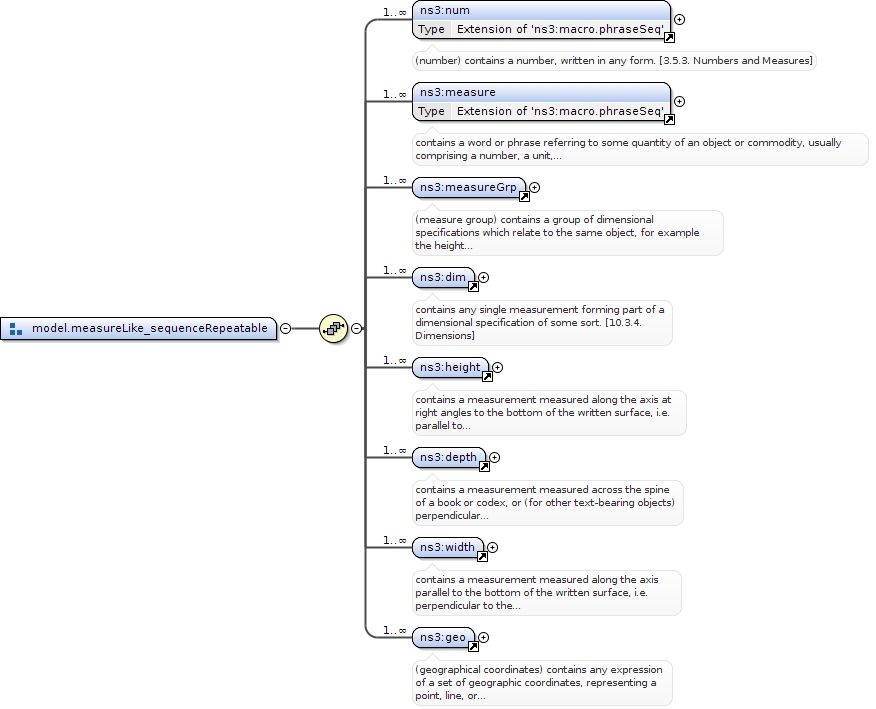 1..∞
ns3:num
Type Extension of 'ns3:macro.phraseSeq'
(number) contains a number, written in any form. [3.5.3. Numbers and Measures]
1..∞
ns3:measure
Type Extension of 'ns3:macro.phraseSeq'
contains a word or phrase referring to some quantity of an object or commodity, usually
comprising a number, a unit,...
1..∞
ns3:measureGrp
(measure group) contains a group of dimensional
specifications which relate to the same object, for example
the height...
1..∞
ns3:dim
contains any single measurement forming part of a
dimensional specification of some sort. [10.3.4.
Dimensions]
model.measureLike_sequenceRepeatable
1..∞
ns3:height
contains a measurement measured along the axis at
right angles to the bottom of the written surface, i.e.
parallel to...
1..∞
ns3:depth
contains a measurement measured across the spine
of a book or codex, or (for other text-bearing objects)
perpendicular...
1..∞
ns3:width
contains a measurement measured along the axis
parallel to the bottom of the written surface, i.e.
perpendicular to the...
1..∞
ns3:geo
(geographical coordinates) contains any expression
of a set of geographic coordinates, representing a
point, line, or...